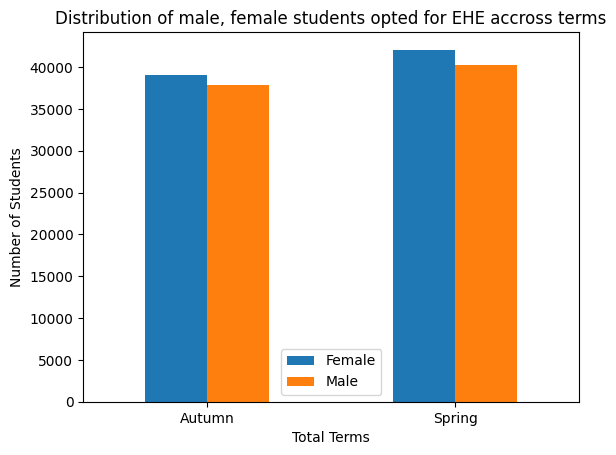 Distribution of male, female students opted for EHE accross terms
Number of Students
40000
35000
30000
25000
20000
15000
10000
5000
0
Female
Male
Autumn
Spring
Total Terms